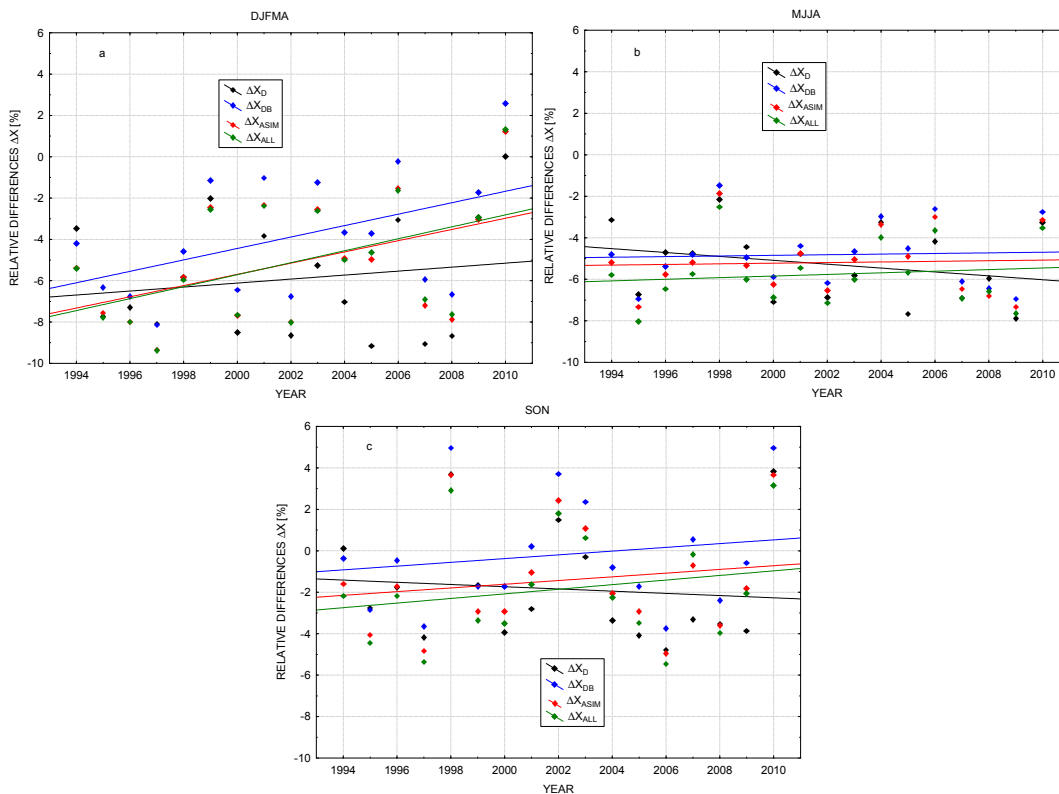 DJFMA
a
RELATIVE DIFFERENCES ΔX [%]
6
4
2
0
-2
-4
-6
-8
-10
ΔX_D
ΔX_DB
ΔX_ASIM
ΔX_ALL
1994 1996 1998 2000 2002 2004 2006 2008 2010
YEAR
MJJA
b
RELATIVE DIFFERENCES ΔX [%]
6
4
2
0
-2
-4
-6
-8
-10
ΔX_D
ΔX_DB
ΔX_ASIM
ΔX_ALL
1994 1996 1998 2000 2002 2004 2006 2008 2010
YEAR
SON
c
RELATIVE DIFFERENCES ΔX [%]
6
4
2
0
-2
-4
-6
-8
-10
ΔX_D
ΔX_DB
ΔX_ASIM
ΔX_ALL
1994 1996 1998 2000 2002 2004 2006 2008 2010
YEAR